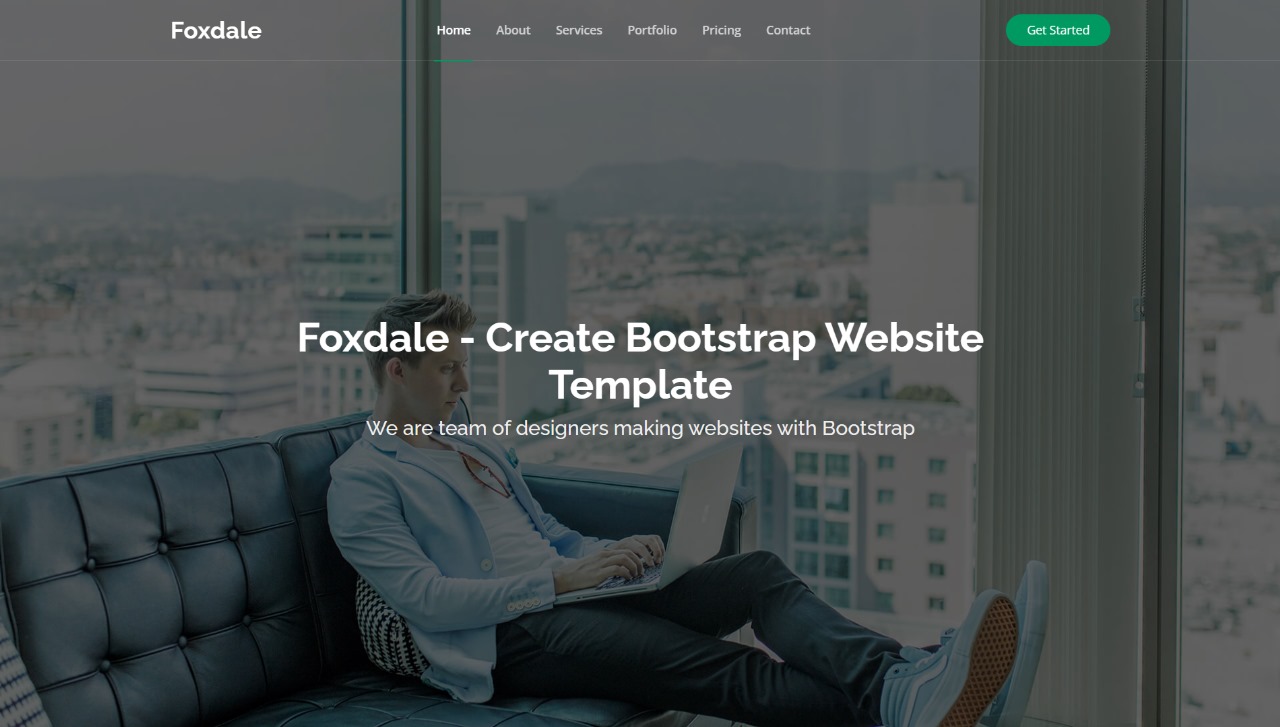 Foxdale
Home About Services Portfolio Pricing Contact
Get Started
Foxdale - Create Bootstrap Website
Template
We are team of designers making websites with Bootstrap